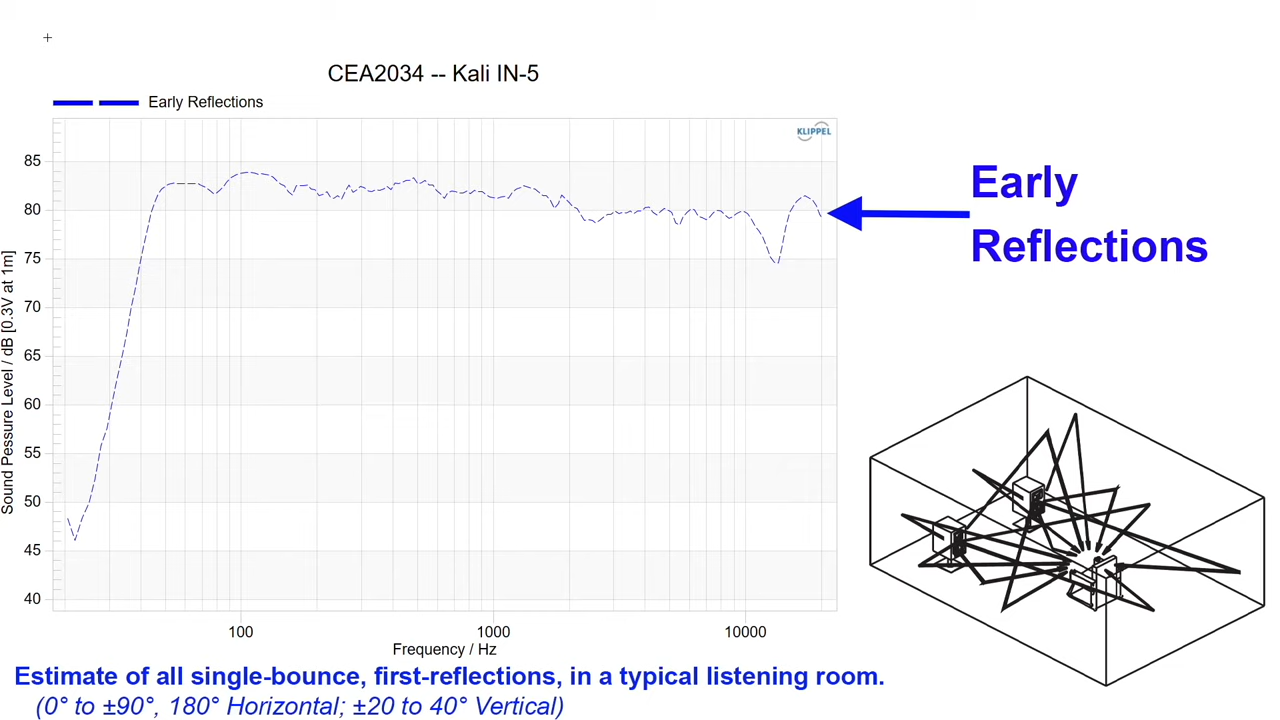 CEA2034 -- Kali IN-5
Early Reflections
KLIPPEL
85
80
75
70
65
60
55
50
45
40
Sound Pessure Level / dB [0.3V at 1m]
100
1000
10000
Frequency / Hz
Early
Reflections
Estimate of all single-bounce, first-reflections, in a typical listening room.
(0° to ±90°, 180° Horizontal; ±20 to 40° Vertical)